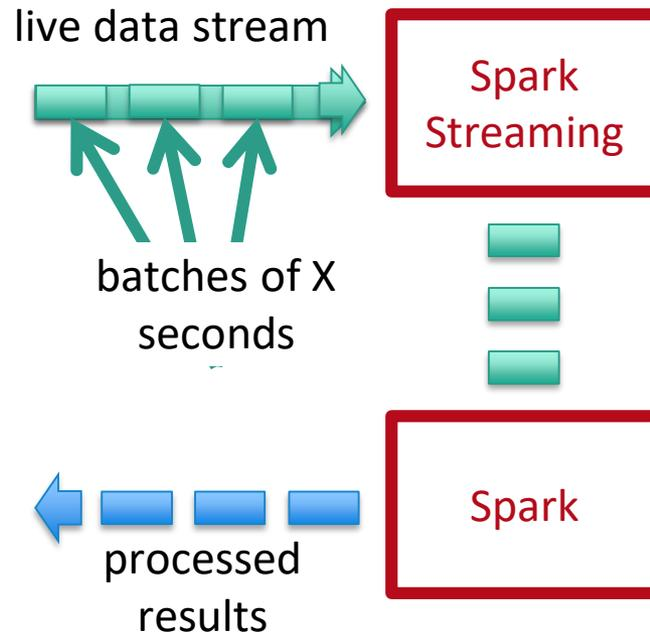 live data stream
Spark
Streaming
batches of X
seconds
Spark
processed
results